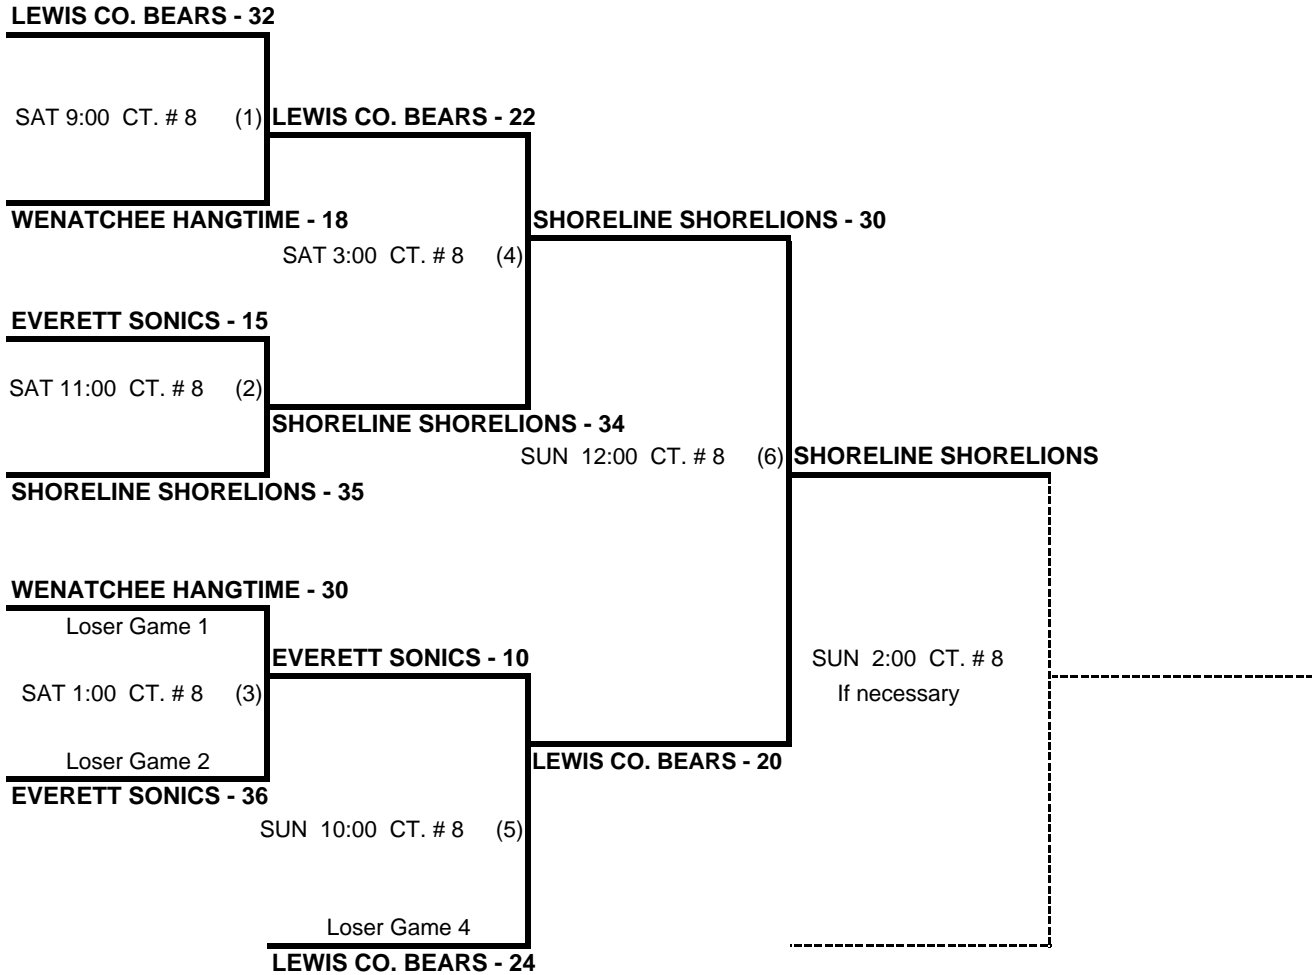 LEWIS CO. BEARS - 32
SAT 9:00 CT. # 8 (1)
LEWIS CO. BEARS - 22
WENATCHEE HANGTIME - 18
SHORELINE SHORELIONS - 30
SAT 3:00 CT. # 8 (4)
EVERETT SONICS - 15
SAT 11:00 CT. # 8 (2)
SHORELINE SHORELIONS - 34
SUN 12:00 CT. # 8 (6)
SHORELINE SHORELIONS
SHORELINE SHORELIONS - 35
WENATCHEE HANGTIME - 30
Loser Game 1
EVERETT SONICS - 10
SUN 2:00 CT. # 8
SAT 1:00 CT. # 8 (3)
If necessary
Loser Game 2
LEWIS CO. BEARS - 20
EVERETT SONICS - 36
SUN 10:00 CT. # 8 (5)
Loser Game 4
LEWIS CO. BEARS - 24